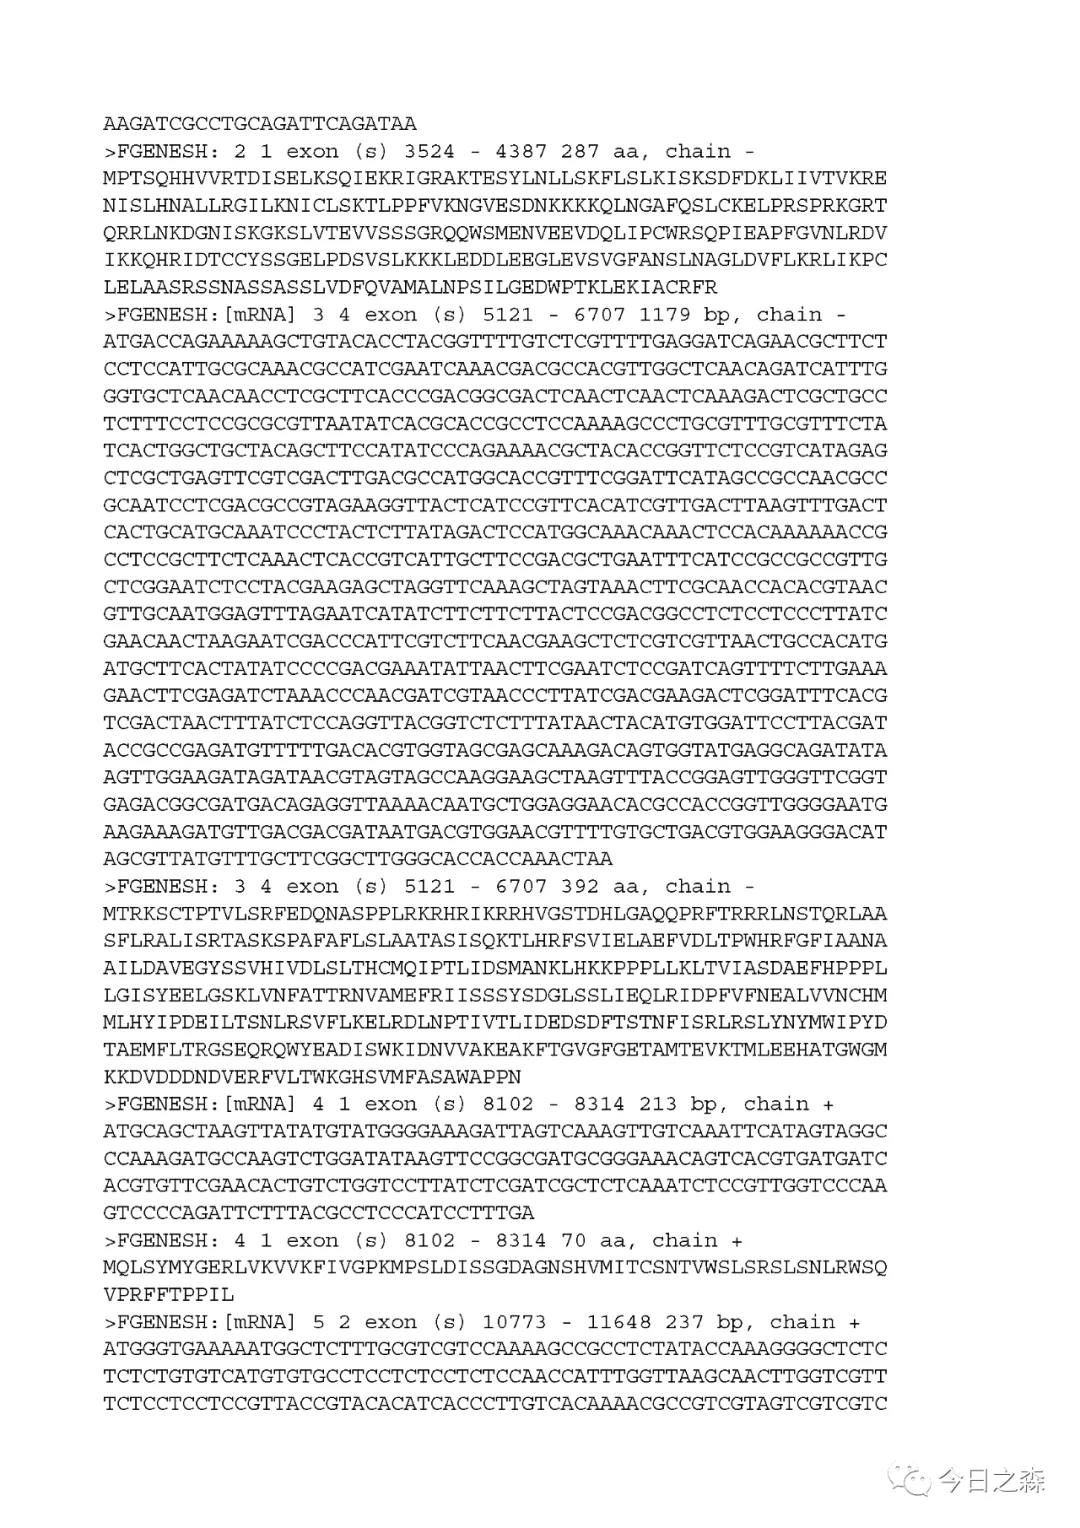 AAGATCGCCTGCAGATTCAGATAA
>FGENESH: 2 1 exon (s) 3524 - 4387 287 aa, chain -
MPTSQHHVVRTDISELKSQIEKRIGRAKTESYLNLLSKFLSLKISKSDFDKLIIVTVKRE
NISLHNALLRGILKNICLSKTLPPFVKNGVESDNKKKKQLNGAFQSLCKELPRSPRKGRT
QRRLNKDGNISKGKSLVTEVVSSSGRQQWSMENVEEVDQLIPCWRSQPIEAPFGVNLRDV
IKKQHRIDTCCYSSGELPDSVSLKKKLEDDLEEGLEVSVGFANSLNAGLDVFLKRLIKPC
LELAASRSSNASSASSLVDFQVAMALNPSILGEDWPTKLEKIACRFR
>FGENESH:[mRNA] 3 4 exon (s) 5121 - 6707 1179 bp, chain -
ATGACCAGAAAAAGCTGTACACCTACGGTTTTGTCTCGTTTTGAGGATCAGAACGCTTCT
CCTCCATTGCGCAAACGCCATCGAATCAAACGACGCCACGTTGGCTCAACAGATCATTTG
GGTGCTCAACAACCTCGCTTCACCCGACGGCGACTCAACTCAACTCAAAGACTCGCTGCC
TCTTTCCTCCGCGCGTTAATATCACGCACCGCCTCCAAAAGCCCTGCGTTTGCGTTTCTA
TCACTGGCTGCTACAGCTTCCATATCCCAGAAAACGCTACACCGGTTCTCCGTCATAGAG
CTCGCTGAGTTCGTCGACTTGACGCCATGGCACCGTTTCGGATTCATAGCCGCCAACGCC
GCAATCCTCGACGCCGTAGAAGGTTACTCATCCGTTCACATCGTTGACTTAAGTTTGACT
CACTGCATGCAAATCCCTACTCTTATAGACTCCATGGCAAACAAACTCCACAAAAAACCG
CCTCCGCTTCTCAAACTCACCGTCATTGCTTCCGACGCTGAATTTCATCCGCCGCCGTTG
CTCGGAATCTCCTACGAAGAGCTAGGTTCAAAGCTAGTAAACTTCGCAACCACACGTAAC
GTTGCAATGGAGTTTAGAATCATATCTTCTTCTTACTCCGACGGCCTCTCCTCCCTTATC
GAACAACTAAGAATCGACCCATTCGTCTTCAACGAAGCTCTCGTCGTTAACTGCCACATG
ATGCTTCACTATATCCCCGACGAAATATTAACTTCGAATCTCCGATCAGTTTTCTTGAAA
GAACTTCGAGATCTAAACCCAACGATCGTAACCCTTATCGACGAAGACTCGGATTTCACG
TCGACTAACTTTATCTCCAGGTTACGGTCTCTTTATAACTACATGTGGATTCCTTACGAT
ACCGCCGAGATGTTTTTGACACGTGGTAGCGAGCAAAGACAGTGGTATGAGGCAGATATA
AGTTGGAAGATAGATAACGTAGTAGCCAAGGAAGCTAAGTTTACCGGAGTTGGGTTCGGT
GAGACGGCGATGACAGAGGTTAAAACAATGCTGGAGGAACACGCCACCGGTTGGGGAATG
AAGAAAGATGTTGACGACGATAATGACGTGGAACGTTTTGTGCTGACGTGGAAGGGACAT
AGCGTTATGTTTGCTTCGGCTTGGGCACCACCAAACTAA
>FGENESH: 3 4 exon (s) 5121 - 6707 392 aa, chain -
MTRKSCTPTVLSRFEDQNASPPLRKRHRIKRRHVGSTDHLGAQQPRFTRRRLNSTQRLAA
SFLRALISRTASKSPAFAFLSLAATASISQKTLHRFSVIELAEFVDLTPWHRFGFIAANA
AILDAVEGYSSVHIVDLSLTHCMQIPTLIDSMANKLHKKPPPLLKLTVIASDAEFHPPPL
LGISYEELGSKLVNFATTRNVAMEFRIISSSYSDGLSSLIEQLRIDPFVFNEALVVNCHM
MLHYIPDEILTSNLRSVFLKELRDLNPTIVTLIDEDSDFTSTNFISRLRSLYNYMWIPYD
TAEMFLTRGSEQRQWYEADISWKIDNVVAKEAKFTGVGFGETAMTEVKTMLEEHATGWGM
KKDVDDDNDVERFVLTWKGHSVMFASAWAPPN
>FGENESH:[mRNA] 4 1 exon (s) 8102 - 8314 213 bp, chain +
ATGCAGCTAAGTTATATGTATGGGGAAAGATTAGTCAAAGTTGTCAAATTCATAGTAGGC
CCAAAGATGCCAAGTCTGGATATAAGTTCCGGCGATGCGGGAAACAGTCACGTGATGATC
ACGTGTTCGAACACTGTCTGGTCCTTATCTCGATCGCTCTCAAATCTCCGTTGGTCCCAA
GTCCCCAGATTCTTTACGCCTCCCATCCTTTGA
>FGENESH: 4 1 exon (s) 8102 - 8314 70 aa, chain +
MQLSYMYGERLVKVVKFIVGPKMPSLDISSGDAGNSHVMITCSNTVWSLSRSLSNLRWSQ
VPRFFTPPIL
>FGENESH:[mRNA] 5 2 exon (s) 10773 - 11648 237 bp, chain +
ATGGGTGAAAAATGGCTCTTTGCGTCGTCCAAAAGCCGCCTCTATACCAAAGGGGCTCTC
TCTCTGTGTCATGTGTGCCTCCTCTCCTCTCCAACCATTTGGTTAAGCAACTTGGTCGTT
TCTCCTCCTCCGTTACCGTACACATCACCCTTGTCACAAAACGCCGTCGTAGTCGTCGTC
今日之森